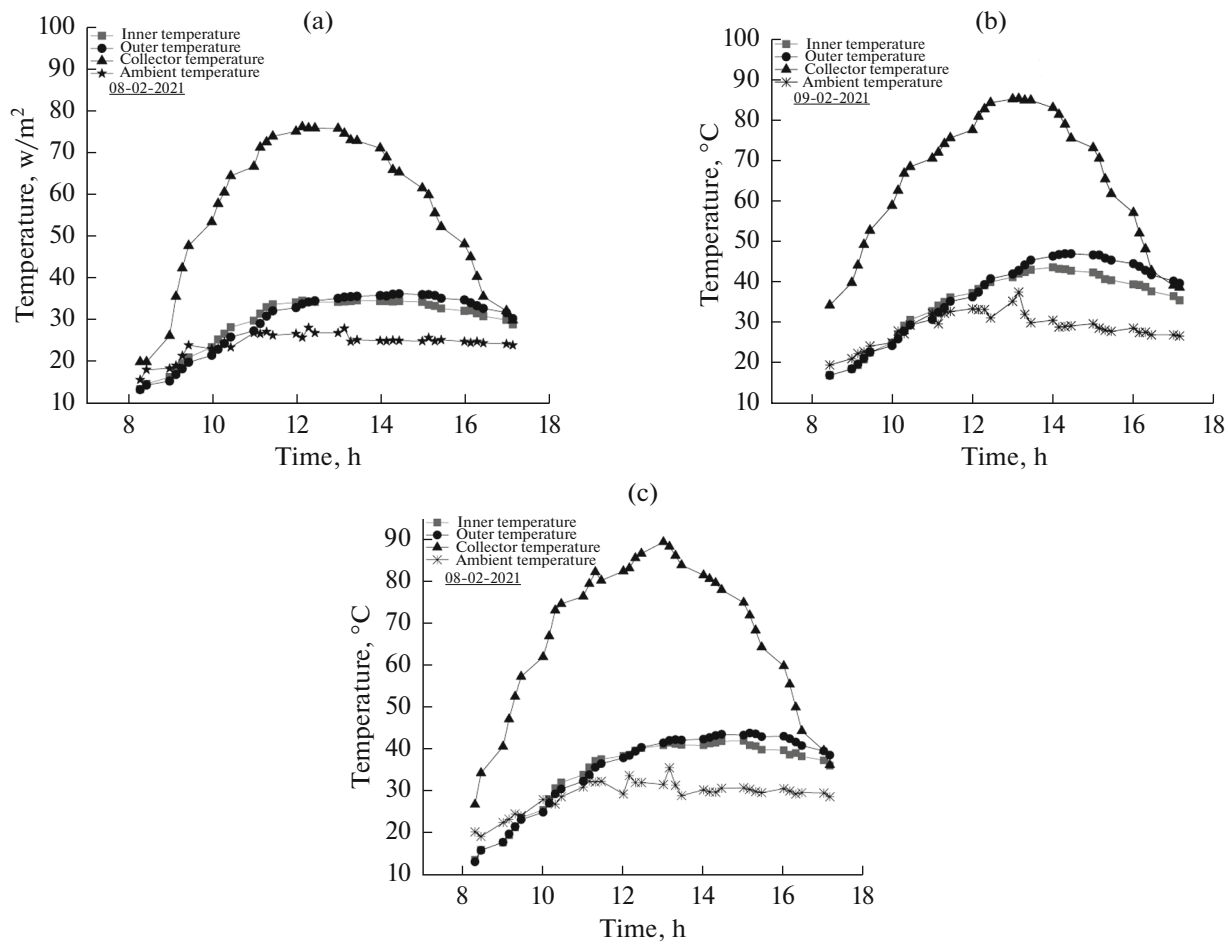 (a)
Inner temperature
Outer temperature
Collector temperature
Ambient temperature
08-02-2021
Temperature, w/m²
100
90
80
70
60
50
40
30
20
10
8 10 12 14 16 18
Time, h
(b)
Inner temperature
Outer temperature
Collector temperature
Ambient temperature
09-02-2021
Temperature, °C
100
90
80
70
60
50
40
30
20
10
8 10 12 14 16 18
Time, h
(c)
Inner temperature
Outer temperature
Collector temperature
Ambient temperature
08-02-2021
Temperature, °C
90
80
70
60
50
40
30
20
10
8 10 12 14 16 18
Time, h